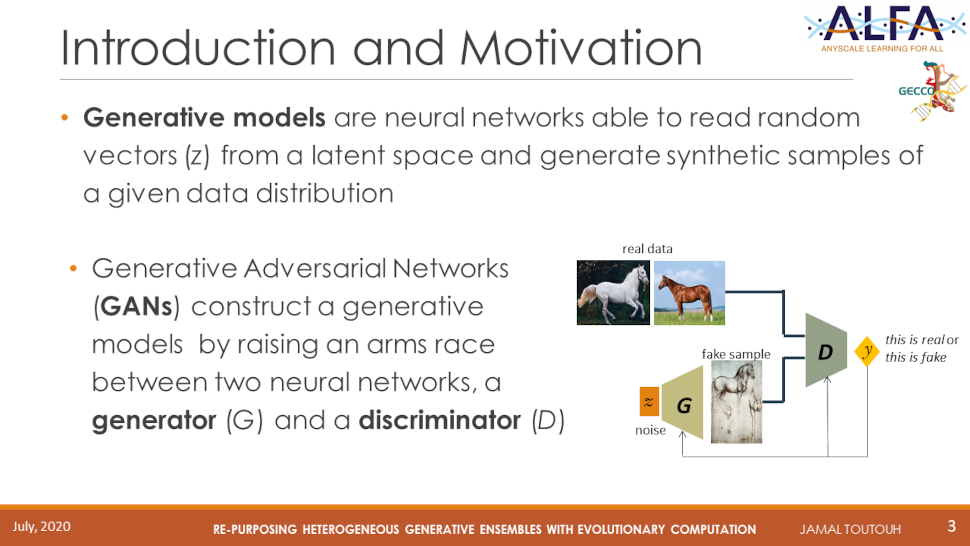 Introduction and Motivation
ALFA
ANYSCALE LEARNING FOR ALL
GECCO
• Generative models are neural networks able to read random
vectors (z) from a latent space and generate synthetic samples of
a given data distribution
• Generative Adversarial Networks
(GANs) construct a generative
models by raising an arms race
between two neural networks, a
generator (G) and a discriminator (D)
real data
fake sample
z
noise
G
D
y
this is real or
this is fake
July, 2020
RE-PURPOSING HETEROGENEOUS GENERATIVE ENSEMBLES WITH EVOLUTIONARY COMPUTATION
JAMAL TOUTOUH
3